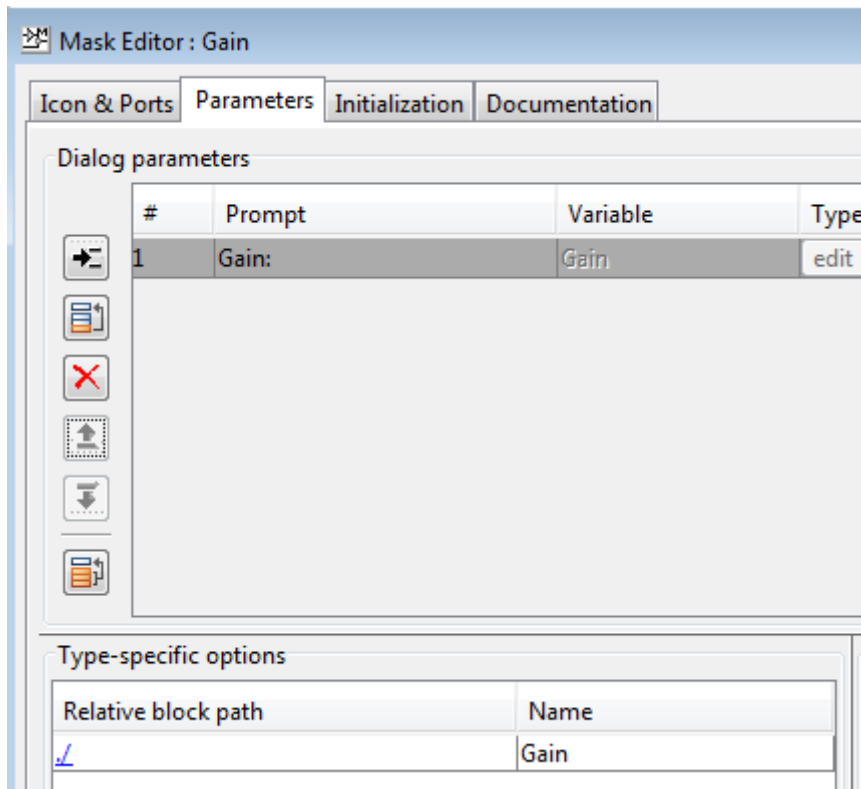 Mask Editor : Gain
Icon & Ports Parameters Initialization Documentation
Dialog parameters
# Prompt Variable Type
1 Gain: Gain edit
Type-specific options
Relative block path Name
./ Gain